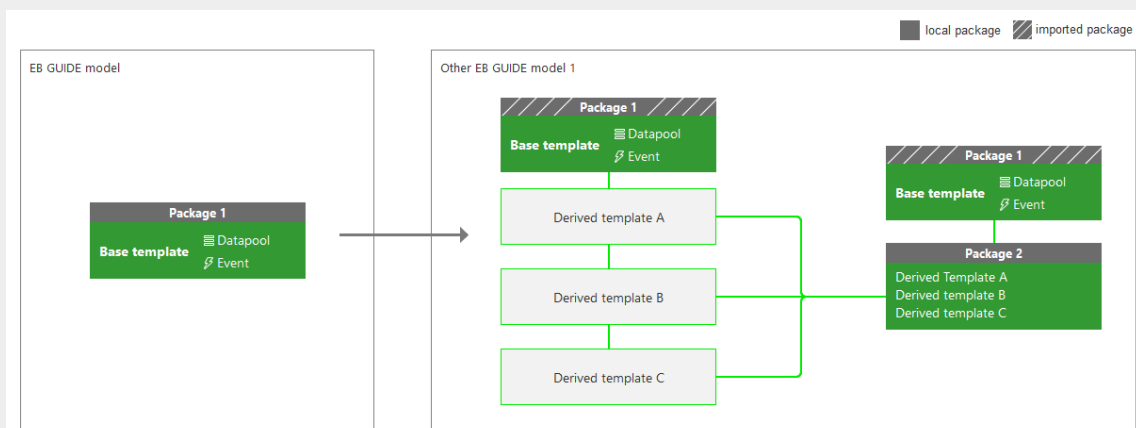 local package
imported package
EB GUIDE model
Package 1
Base template
Datapool
Event
Other EB GUIDE model 1
Package 1
Base template
Datapool
Event
Derived template A
Derived template B
Derived template C
Package 1
Base template
Datapool
Event
Package 2
Derived Template A
Derived template B
Derived template C